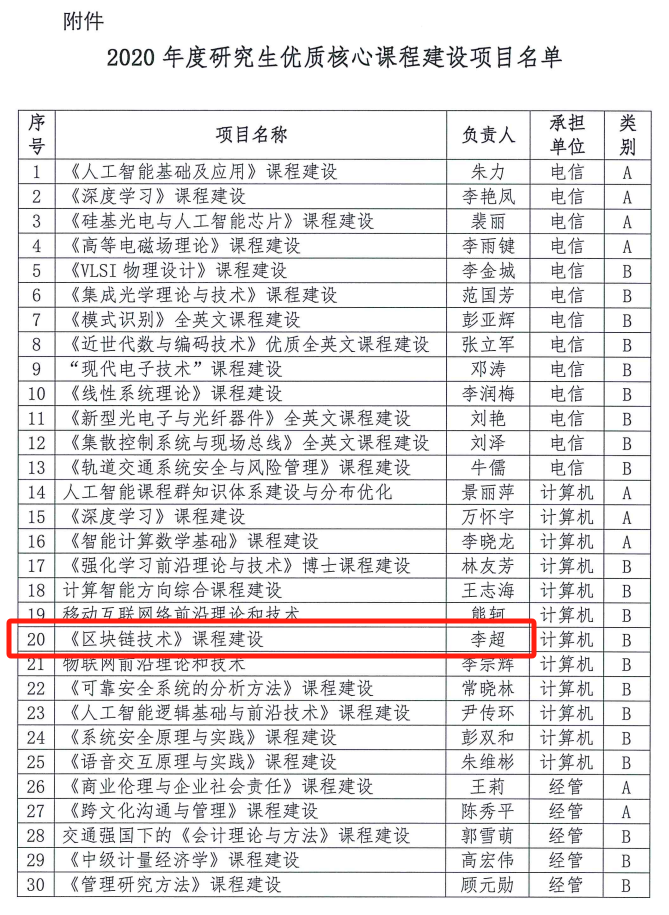 附件
2020 年度研究生优质核心课程建设项目名单
序号 项目名称 负责人 承担单位 类别
1 《人工智能基础及应用》课程建设 朱力 电信 A
2 《深度学习》课程建设 李艳凤 电信 A
3 《硅基光电与人工智能芯片》课程建设 裴丽 电信 A
4 《高等电磁场理论》课程建设 李雨键 电信 A
5 《VLSI 物理设计》课程建设 李金城 电信 B
6 《集成光学理论与技术》课程建设 范国芳 电信 B
7 《模式识别》全英文课程建设 彭亚辉 电信 B
8 《近世代数与编码技术》优质全英文课程建设 张立军 电信 B
9 “现代电子技术”课程建设 邓涛 电信 B
10 《线性系统理论》课程建设 李润梅 电信 B
11 《新型光电子与光纤器件》全英文课程建设 刘艳 电信 B
12 《集散控制系统与现场总线》全英文课程建设 刘泽 电信 B
13 《轨道交通系统安全与风险管理》课程建设 牛儒 电信 B
14 人工智能课程群知识体系建设与分布优化 景丽萍 计算机 A
15 《深度学习》课程建设 万怀宇 计算机 A
16 《智能计算数学基础》课程建设 李晓龙 计算机 A
17 《强化学习前沿理论与技术》博士课程建设 林友芳 计算机 B
18 计算智能方向综合课程建设 王志海 计算机 B
19 移动互联网络前沿理论和技术 熊轲 计算机 B
20 《区块链技术》课程建设 李超 计算机 B
21 物联网前沿理论和技术 李宗辉 计算机 B
22 《可靠安全系统的分析方法》课程建设 常晓林 计算机 B
23 《人工智能逻辑基础与前沿技术》课程建设 尹传环 计算机 B
24 《系统安全原理与实践》课程建设 彭双和 计算机 B
25 《语音交互原理与实践》课程建设 朱维彬 计算机 B
26 《商业伦理与企业社会责任》课程建设 王莉 经管 A
27 《跨文化沟通与管理》课程建设 陈秀平 经管 A
28 交通强国下的《会计理论与方法》课程建设 郭雪萌 经管 B
29 《中级计量经济学》课程建设 高宏伟 经管 B
30 《管理研究方法》课程建设 顾元勋 经管 B